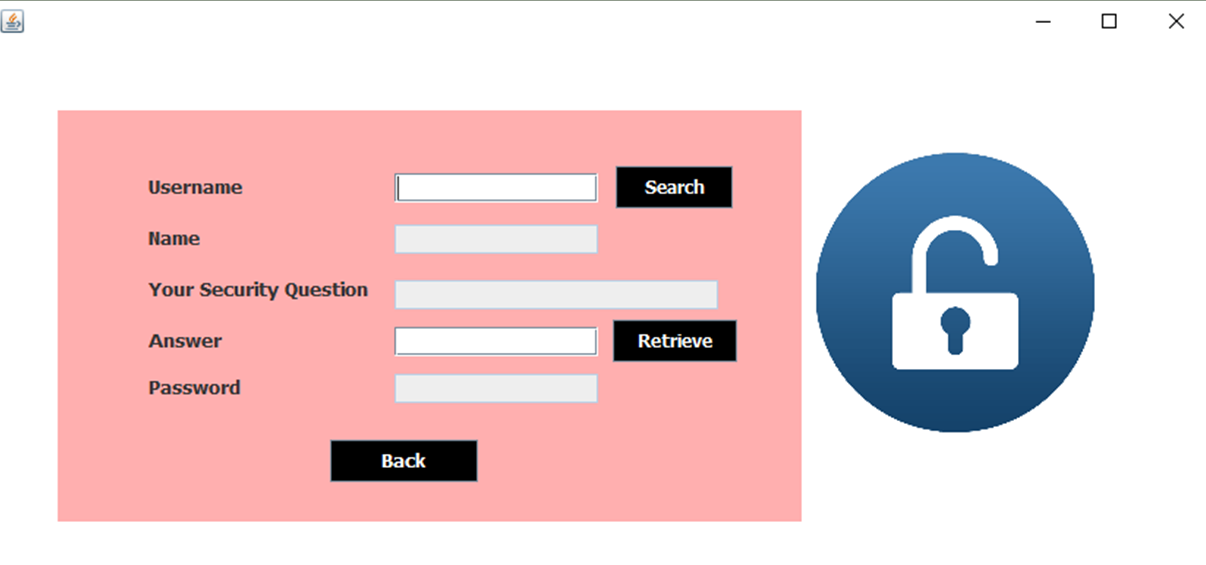 Username Search
Name
Your Security Question
Answer Retrieve
Password
Back